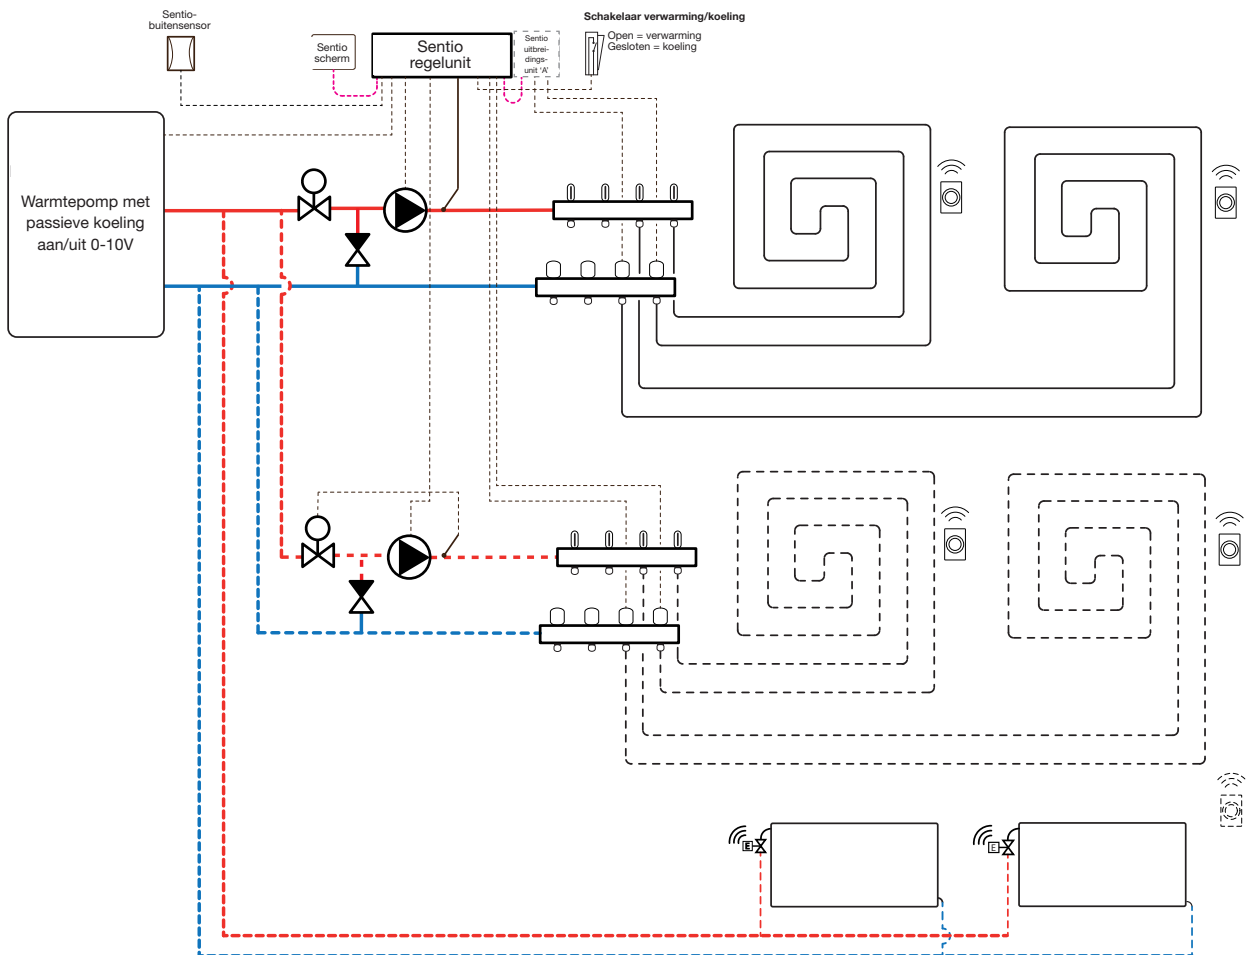 Sentio-
buitensensor
Sentio
scherm
Sentio
regelunit
Sentio
uitbrei-
dings-
unit 'A'
Schakelaar verwarming/koeling
Open = verwarming
Gesloten = koeling
Warmtepomp met
passieve koeling
aan/uit 0-10V
E
E